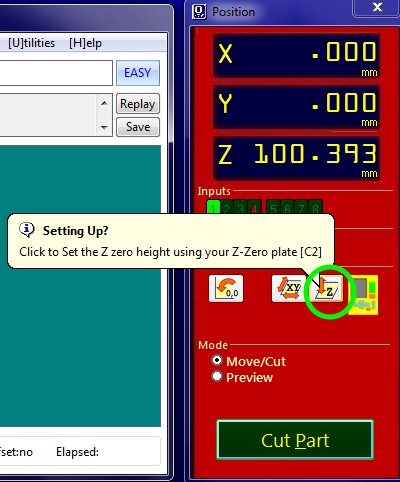 Position
[U]tilities [H]elp
EASY
Replay
Save
X .000
mm
Y .000
mm
Z 100.393
mm
Inputs
1 2 3 4 5 6 7 8
Setting Up?
Click to Set the Z zero height using your Z-Zero plate [C2]
0,0
XY
Z
Mode
Move/Cut
Preview
Cut Part
fset:no Elapsed: